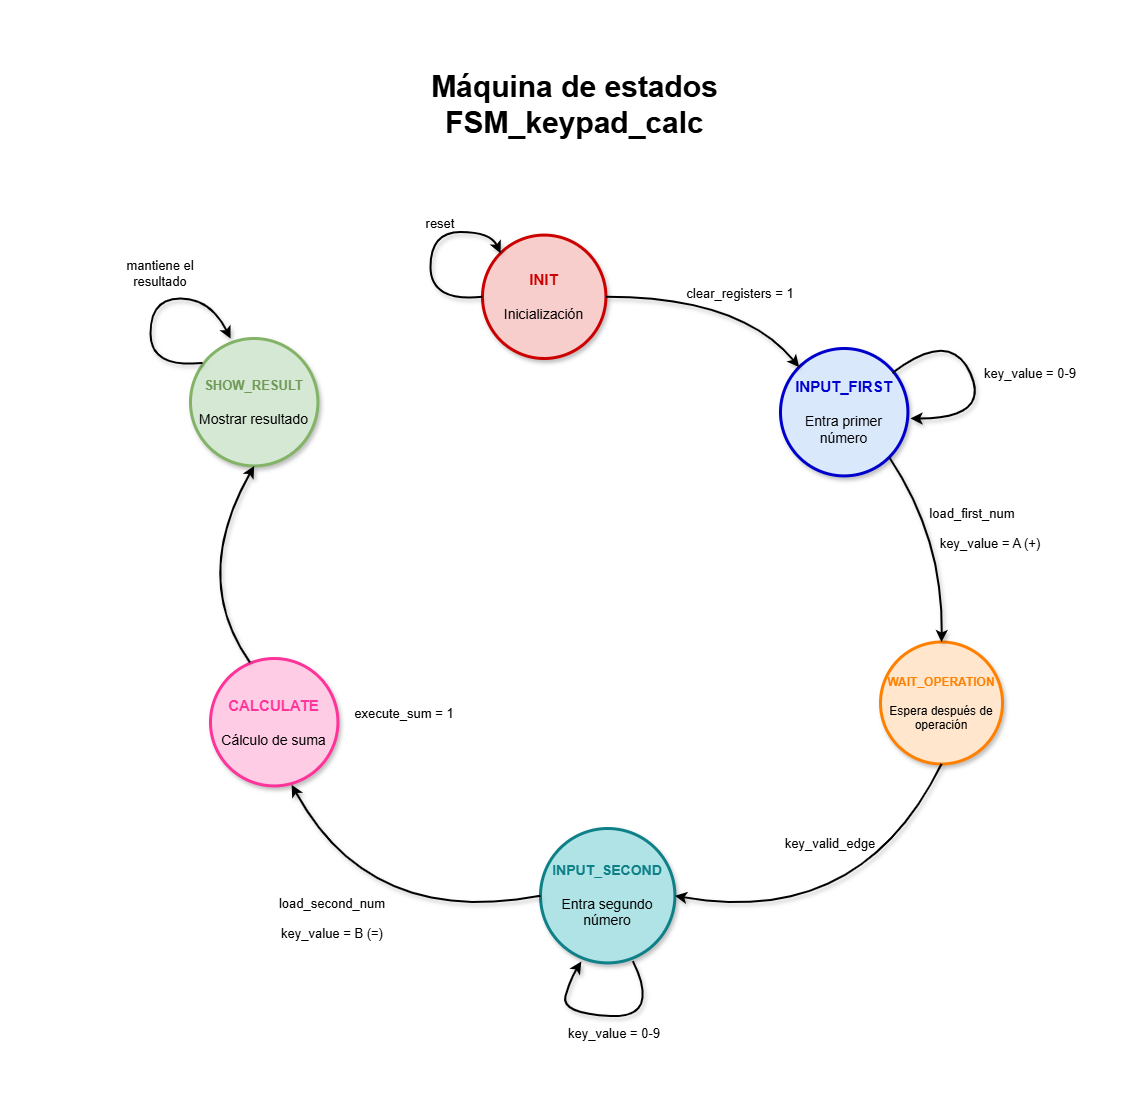 Máquina de estados
FSM_keypad_calc
reset
INIT
Inicialización
clear_registers = 1
mantiene el
resultado
SHOW_RESULT
Mostrar resultado
INPUT_FIRST
Entra primer
número
key_value = 0-9
load_first_num
key_value = A (+)
WAIT_OPERATION
Espera después de
operación
CALCULATE
Cálculo de suma
execute_sum = 1
key_valid_edge
INPUT_SECOND
Entra segundo
número
load_second_num
key_value = B (=)
key_value = 0-9